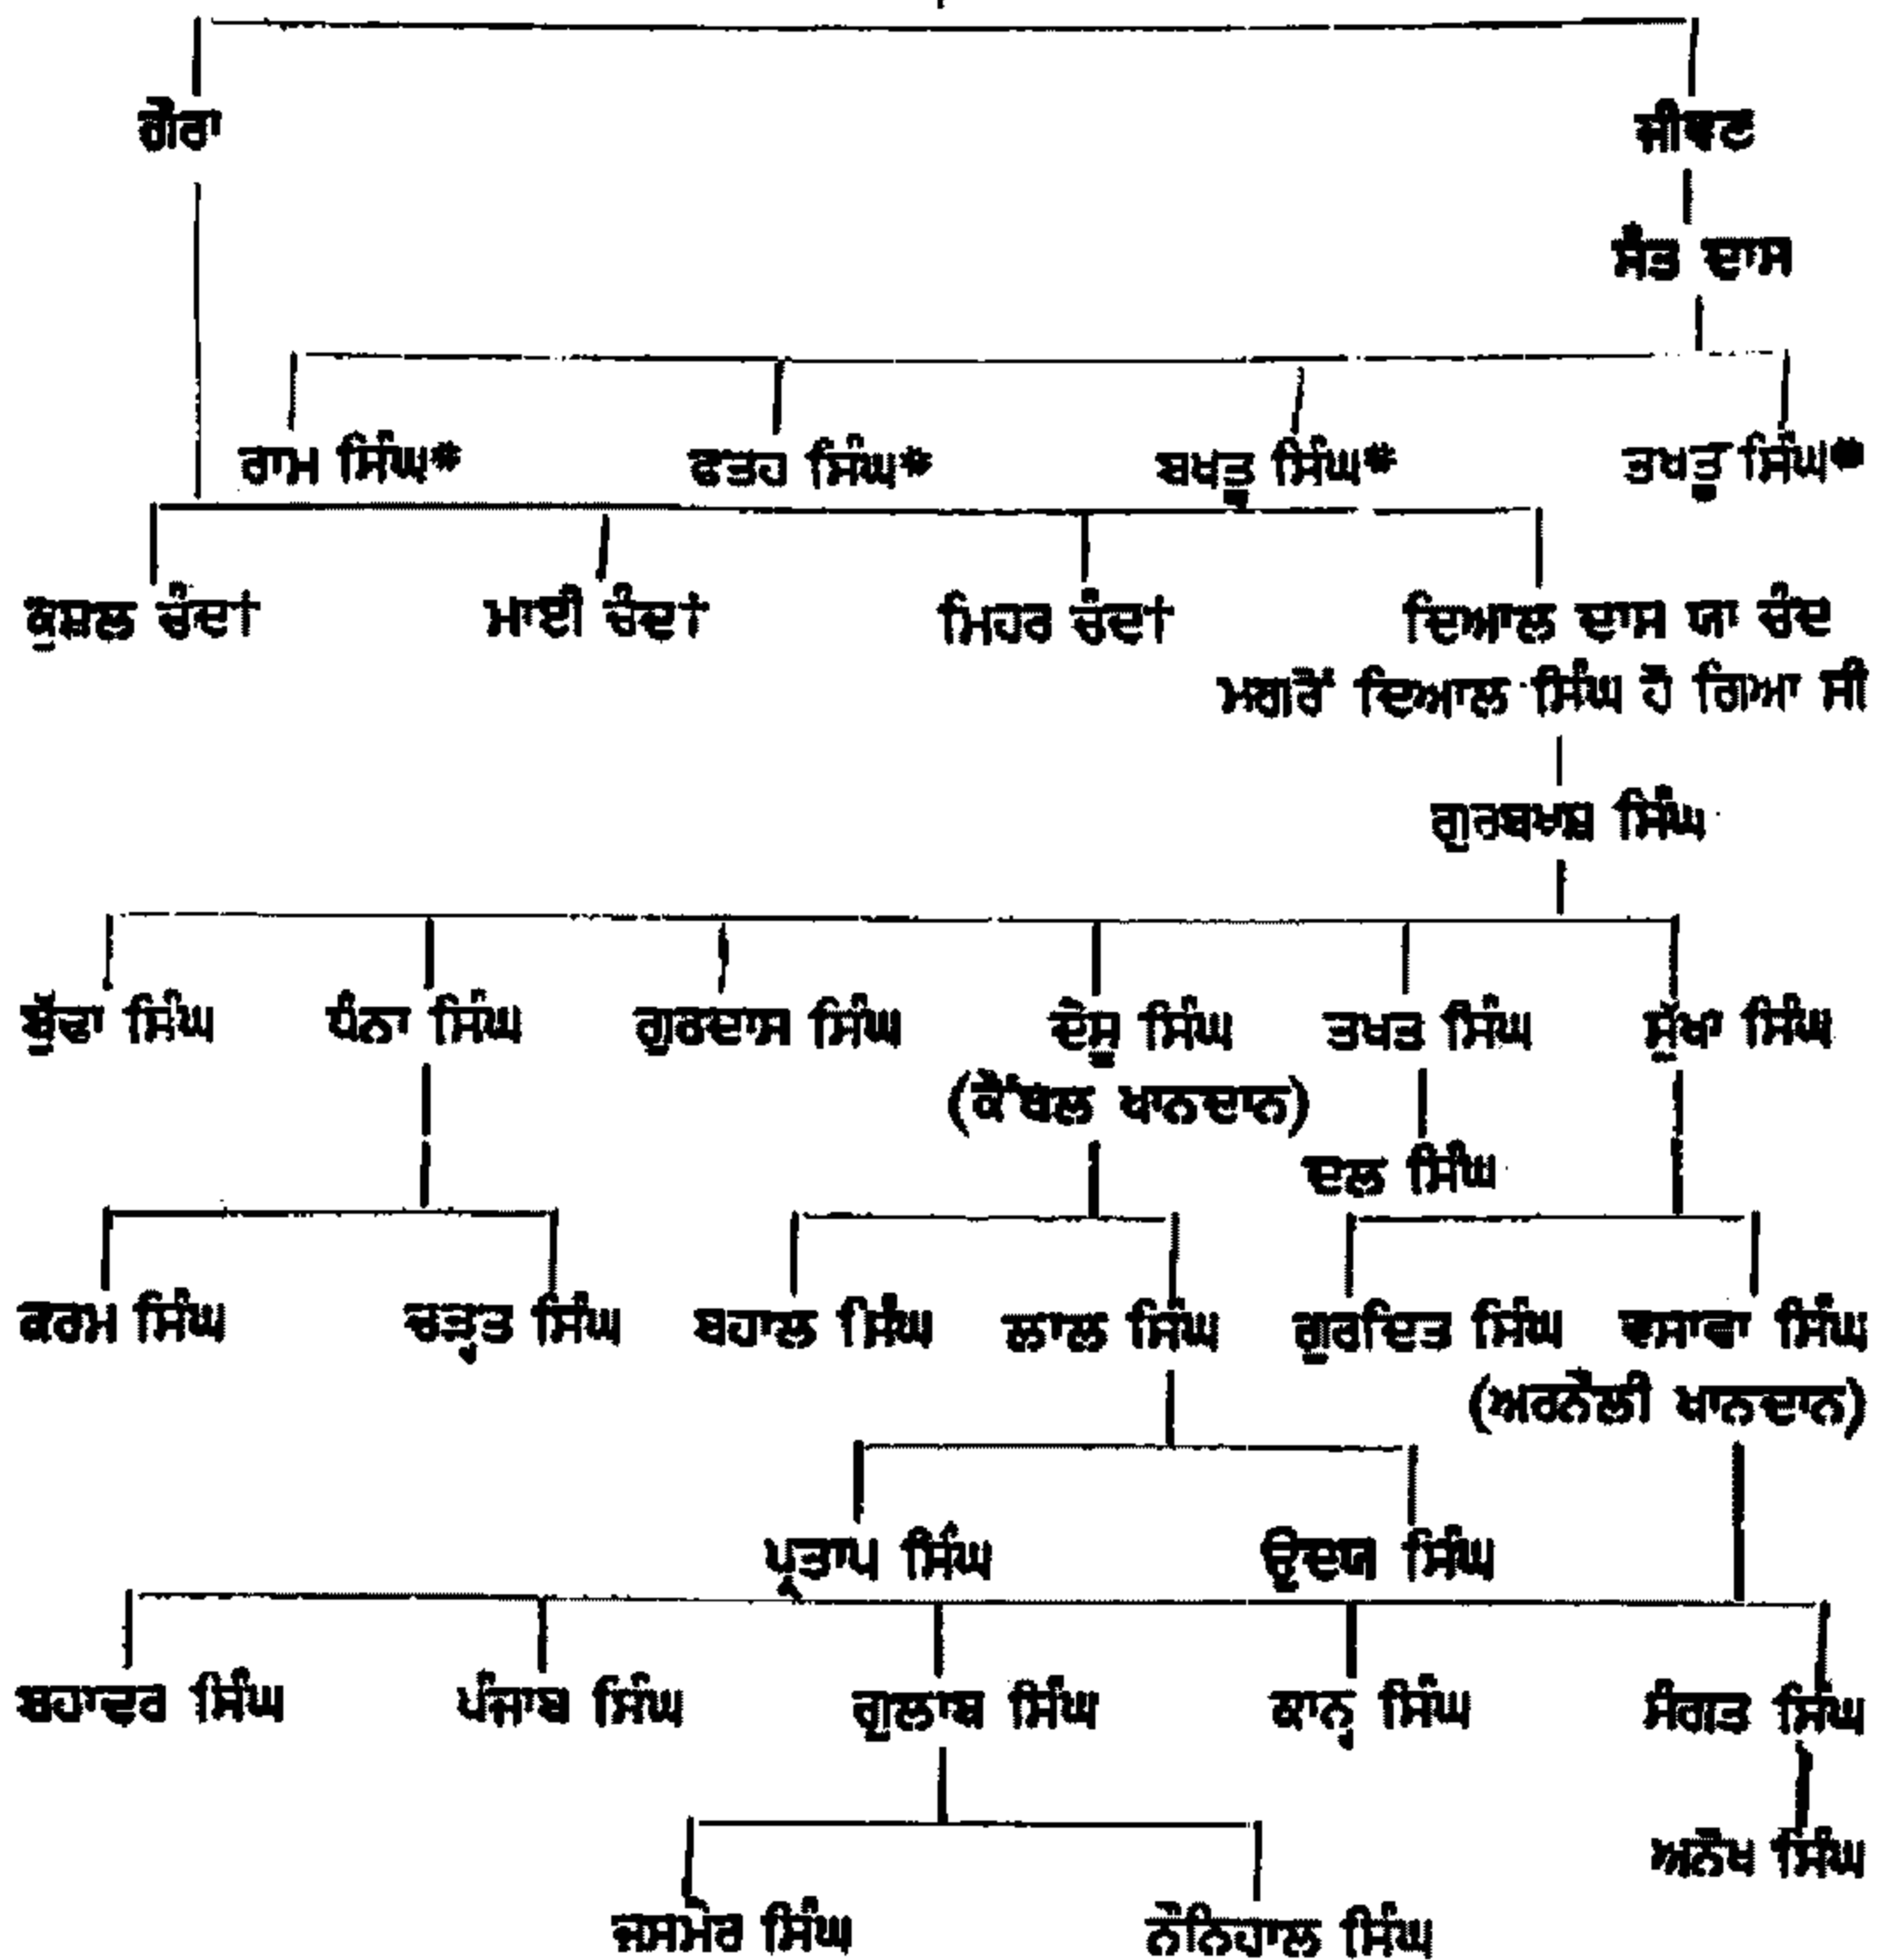 ਗੌਰਾ ਜੀਵਣ
ਸੰਤ ਦਾਸ
ਰਾਮ ਸਿੰਘ* ਫਤਹ ਸਿੰਘ* ਬਖਤੂ ਸਿੰਘ* ਤਖਤੂ ਸਿੰਘ*
ਕੁਸ਼ਲ ਚੰਦ† ਮਾਈ ਚੰਦ† ਮਿਹਰ ਚੰਦ† ਦਿਆਲ ਦਾਸ ਯਾ ਚੰਦ
ਮਗਰੋਂ ਦਿਆਲ ਸਿੰਘ ਹੋ ਗਿਆ ਸੀ
ਗੁਰਬਖਸ਼ ਸਿੰਘ
ਬੁੱਢਾ ਸਿੰਘ ਧੰਨਾ ਸਿੰਘ ਗੁਰਦਾਸ ਸਿੰਘ ਦੇਸੂ ਸਿੰਘ ਤਖਤ ਸਿੰਘ ਸੁੱਖਾ ਸਿੰਘ
(ਕੈਂਥਲ ਖਾਨਦਾਨ)
ਦਲ ਸਿੰਘ
ਕਰਮ ਸਿੰਘ ਚੜ੍ਹਤ ਸਿੰਘ ਬਹਾਲ ਸਿੰਘ ਲਾਲ ਸਿੰਘ ਗੁਰਦਿਤ ਸਿੰਘ ਵਸਾਵਾ ਸਿੰਘ
(ਅਰਨੌਲੀ ਖਾਨਦਾਨ)
ਪ੍ਰਤਾਪ ਸਿੰਘ ਉਦਯ ਸਿੰਘ
ਬਹਾਦਰ ਸਿੰਘ ਪੰਜਾਬ ਸਿੰਘ ਗੁਲਾਬ ਸਿੰਘ ਕਾਨ੍ਹ ਸਿੰਘ ਸੰਗਤ ਸਿੰਘ
ਅਨੋਖ ਸਿੰਘ
ਜਸਮੇਰ ਸਿੰਘ ਨੌਨਿਹਾਲ ਸਿੰਘ